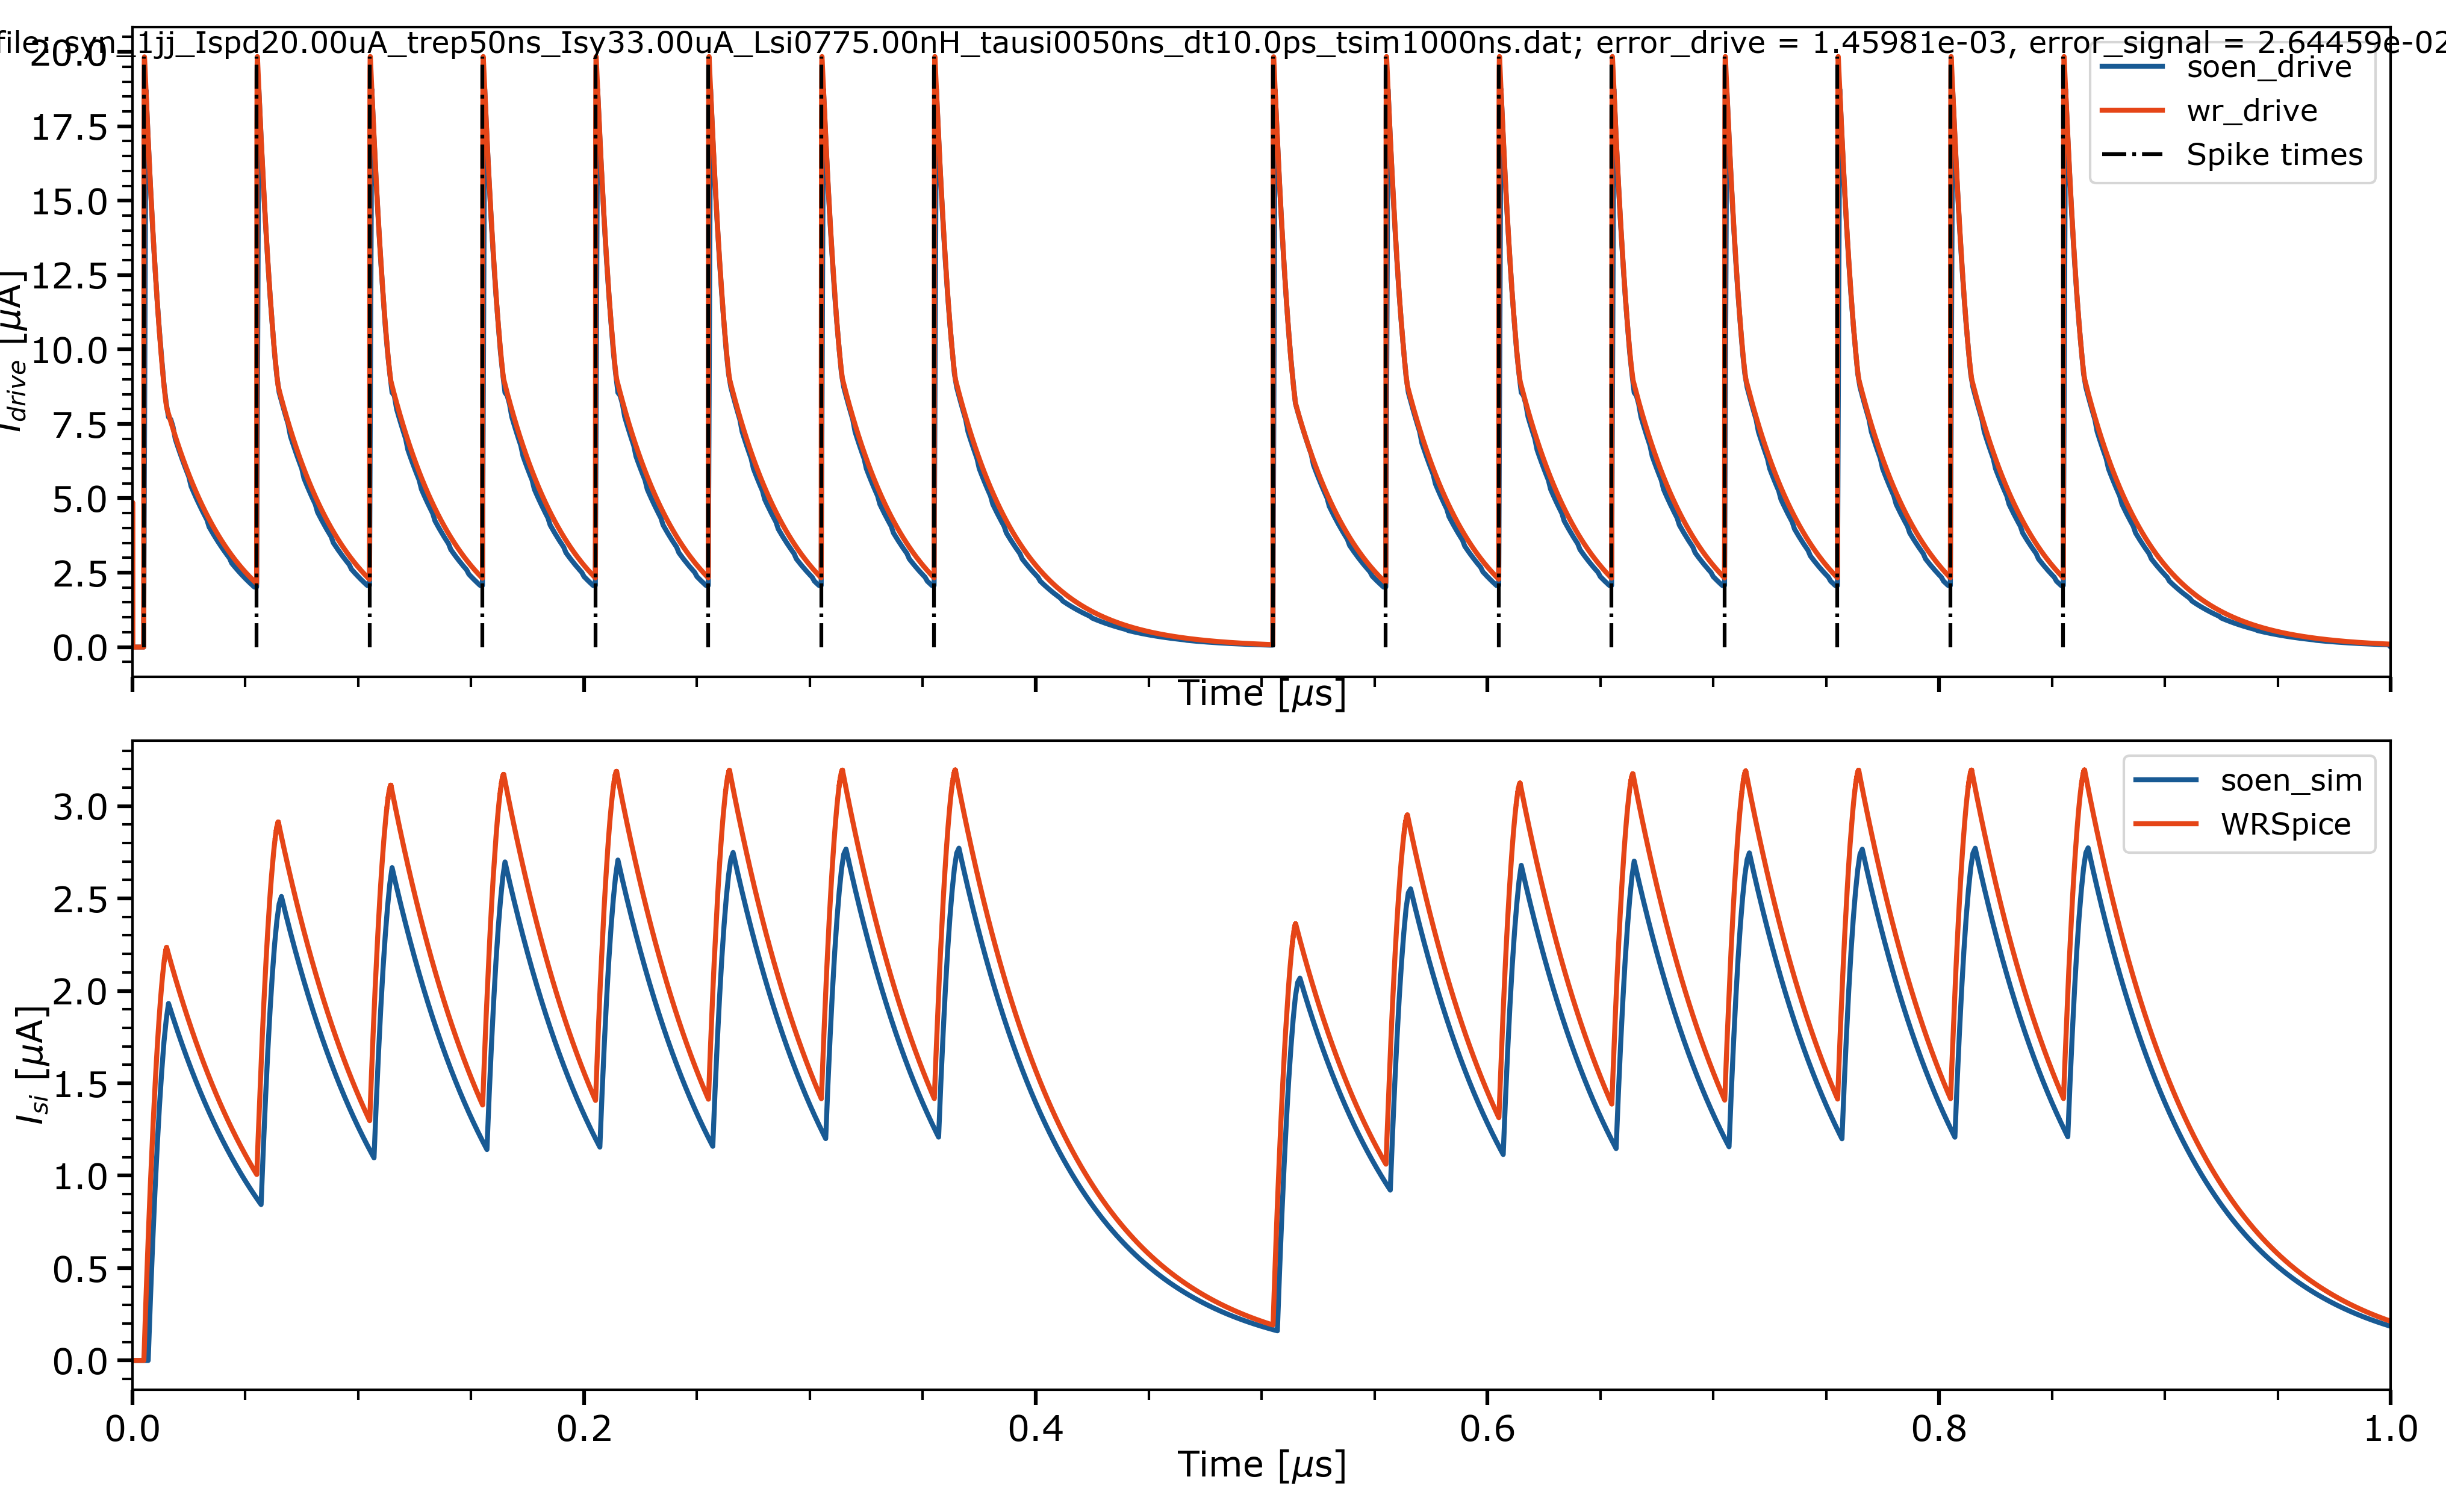 file: syn_1jj_Ispd20.00uA_trep50ns_Isy33.00uA_Lsi0775.00nH_tausi0050ns_dt10.0ps_tsim1000ns.dat; error_drive = 1.45981e-03, error_signal = 2.64459e-02
soen_drive
wr_drive
Spike times
20.0
17.5
15.0
12.5
10.0
7.5
5.0
2.5
0.0
I_drive [μA]
Time [μs]
soen_sim
WRSpice
3.0
2.5
2.0
1.5
1.0
0.5
0.0
I_si [μA]
0.0 0.2 0.4 0.6 0.8 1.0
Time [μs]